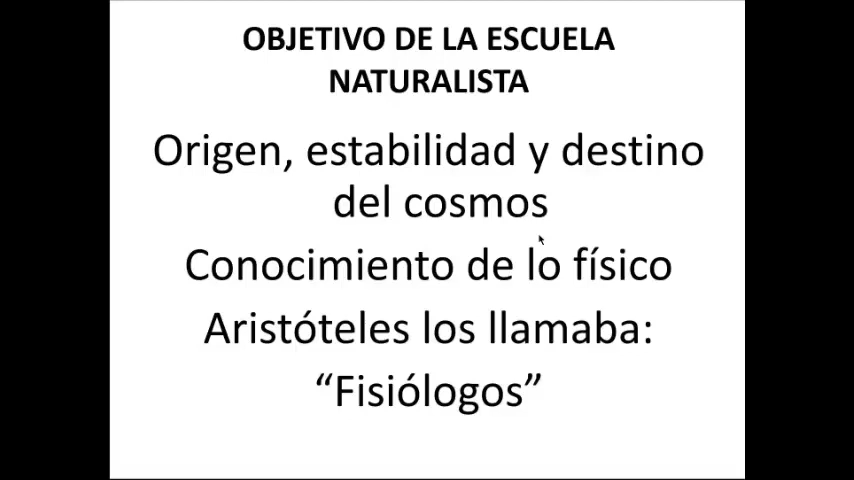 OBJETIVO DE LA ESCUELA
NATURALISTA
Origen, estabilidad y destino
del cosmos
Conocimiento de lo físico
Aristóteles los llamaba:
“Fisiólogos”